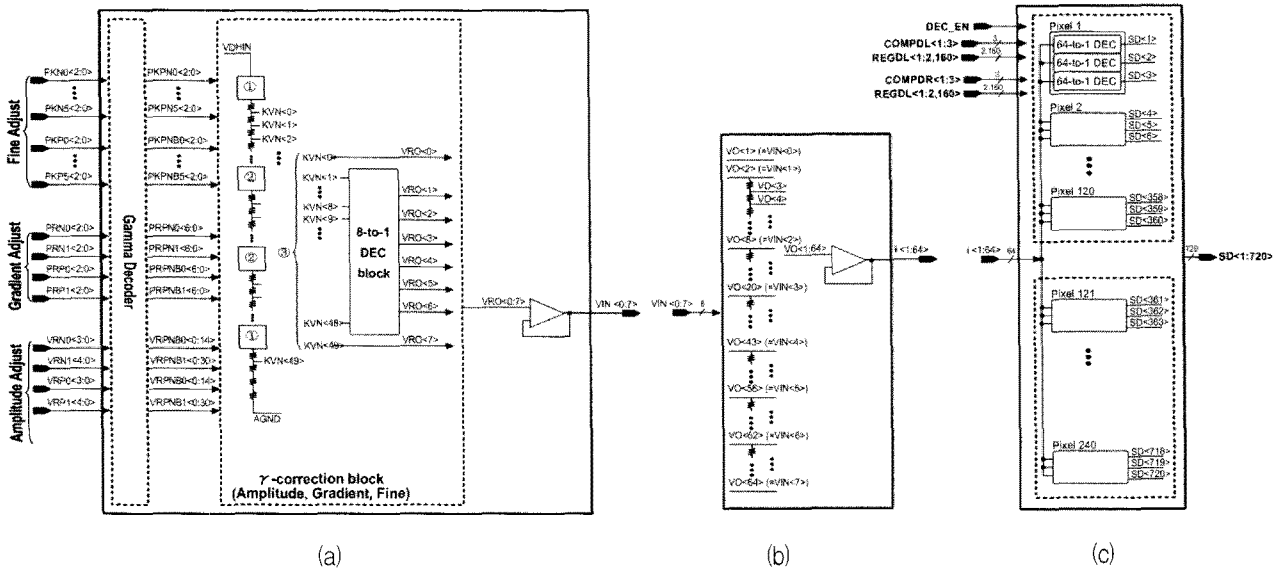 Fine Adjust
PKN0<2:0>
PKN5<2:0>
PKP0<2:0>
PKP5<2:0>
Gradient Adjust
PRN0<2:0>
PRN1<2:0>
PRP0<2:0>
PRP1<2:0>
Amplitude Adjust
VRN0<3:0>
VRN1<4:0>
VRP0<3:0>
VRP1<4:0>
Gamma Decoder
PKPN0<2:0>
PKPN5<2:0>
PKPNB0<2:0>
PKPNB5<2:0>
PRPN0<6:0>
PRPN1<6:0>
PRPNB0<6:0>
PRPNB1<6:0>
VRPNB0<0:14>
VRPNB1<0:30>
VRPNB0<0:14>
VRPNB1<0:30>
VDHIN
①
KVN<0>
KVN<1>
KVN<2>
②
②
①
KVN<49>
AGND
③
KVN<0>
KVN<1>
KVN<8>
KVN<9>
KVN<48>
KVN<49>
8-to-1
DEC
block
VRO<0>
VRO<1>
VRO<2>
VRO<3>
VRO<4>
VRO<5>
VRO<6>
VRO<7>
γ-correction block
(Amplitude, Gradient, Fine)
VRO<0:7>
VIN <0:7>
(a)
VIN <0:7>
8
VO<1> (=VIN<0>)
VO<2> (=VIN<1>)
VO<3>
VO<4>
VO<8> (=VIN<2>)
VO<20> (=VIN<3>)
VO<43> (=VIN<4>)
VO<56> (=VIN<5>)
VO<62> (=VIN<6>)
VO<64> (=VIN<7>)
VO<1:64>
i <1:64>
(b)
DEC_EN
COMPDL<1:3>
3
REGDL<1:2,160>
2,160
COMPDR<1:3>
3
REGDL<1:2,160>
2,160
i <1:64>
64
Pixel 1
64-to-1 DEC
SD<1>
64-to-1 DEC
SD<2>
64-to-1 DEC
SD<3>
Pixel 2
SD<4>
SD<5>
SD<6>
Pixel 120
SD<358>
SD<359>
SD<360>
Pixel 121
SD<361>
SD<362>
SD<363>
Pixel 240
SD<718>
SD<719>
SD<720>
720
SD<1:720>
(c)